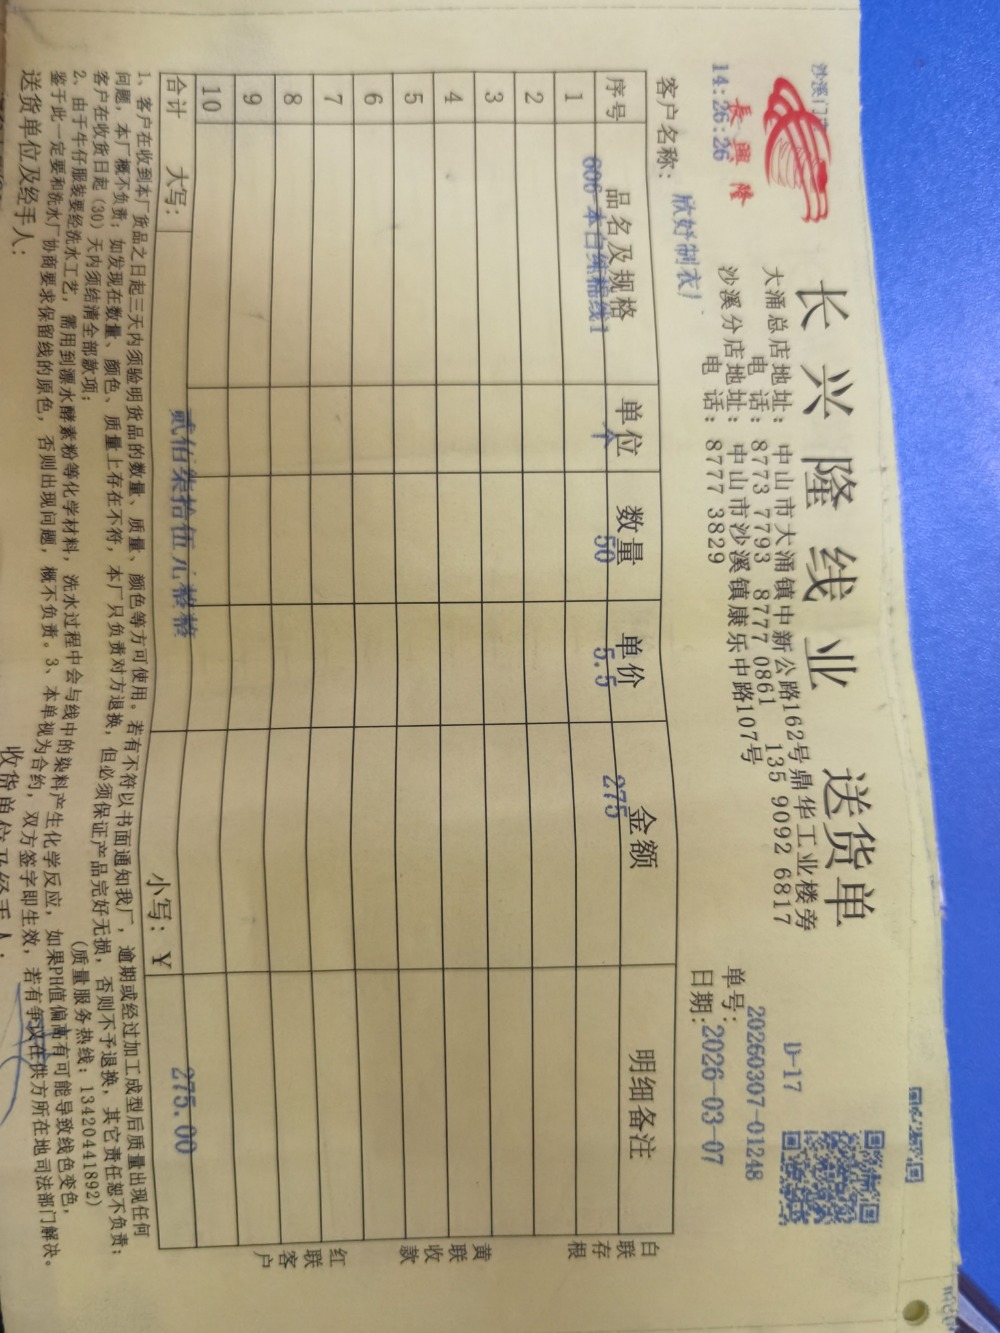 沙溪门
14:26:26
長興隆
长兴隆线业 送货单
大涌总店地址：中山市大涌镇中新公路162号鼎华工业楼旁
电 话：8773 7793 8777 0861 135 9092 6817
沙溪分店地址：中山市沙溪镇康乐中路107号
电 话：8777 3829
D-17
单号：20260307-01248
日期：2026-03-07
客户名称：欣妤制衣厂
序号 品名及规格 单位 数量 单价 金额 明细备注
1 606 本白纯棉线1 个 50 5.5 275
2
3
4
5
6
7
8
9
10
合计 大写：贰佰柒拾伍元整 小写：¥ 275.00
白联存根
黄联收款
红联客户
1、客户在收到本厂货品之日起三天内须验明货品的数量、质量、颜色等方可使用。若有不符以书面通知我厂，逾期或经过加工成型后质量出现任何
问题，本厂概不负责；如发现在数量、颜色、质量上存在不符，本厂只负责对方退换，但必须保证产品完好无损，否则不予退换，其它责任恕不负责；
客户在收货日起（30）天内须结清全部款项； （质量服务热线：13420441892）
2、由于牛仔服装要经洗水工艺，需用到漂水酵素粉等化学材料，洗水过程中会与线中的染料产生化学反应，如果PH值偏高有可能导致线色变色，
鉴于此一定要和洗水厂协商要求保留线的原色，否则出现问题，概不负责。3、本单视为合约，双方签字即生效，若有争议在供方所在地司法部门解决。
送货单位及经手人： 收货单位及经手人：